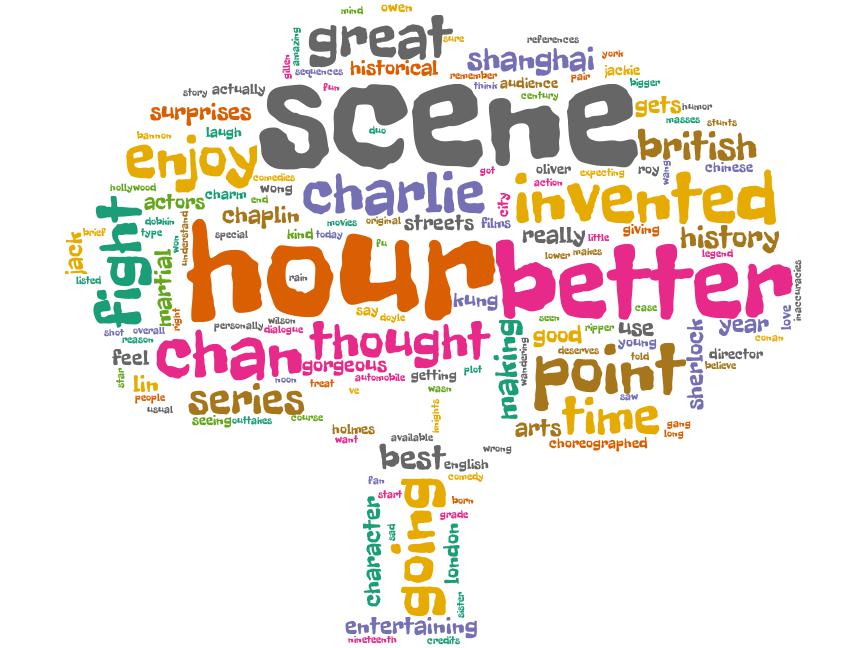 mind owen
great sure
amazing
gillen
sequences historical
shanghai
references
york
remember
think audience pair jackie
bigger
century
story actually
fun
scene
gets humor
masses stunts
surprises
bannon laugh
duo
british
enjoy
comedies
got
oliver expecting roy wang chinese
hollywood
actors charm end wong
charlie
action
city
invented
jack brief
fight
dobkin
type
won
understand
chaplin
movies original streets films
really little giving history
special
kind today
fu
lower makes
legend
listed
martial
right
hour
rain
better
inaccuracies
kung
say doyle
wilson
personally dialogue
seen
case
shot overall
reason
feel
chan
thought
gorgeous
plot
making
wandering
good ripper use
young
deserves
told
sherlock
year love
conan
director
believe
star
lin
people
usual
noon
treat
automobile getting
ve
wasn
point
saw
series
seeing outtakes course
knights
arts time
gang
long
choreographed
holmes
want
available
wrong
best english
fan
comedy
start
born
character
sad
going
grade
london
sister
entertaining
nineteenth credits